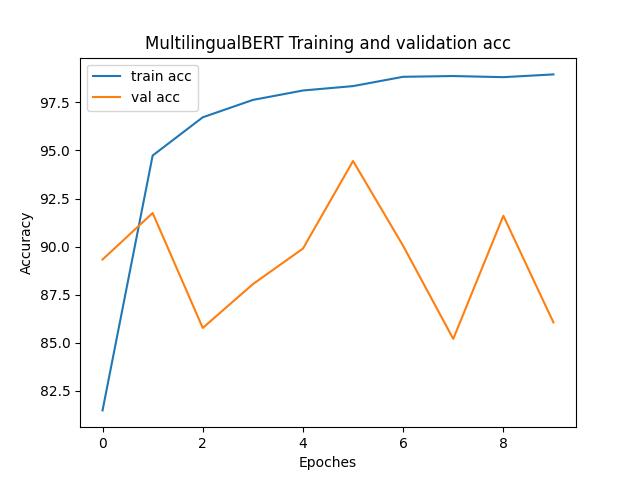 MultilingualBERT Training and validation acc
train acc
val acc
97.5
95.0
92.5
90.0
87.5
85.0
82.5
Accuracy
0 2 4 6 8
Epoches